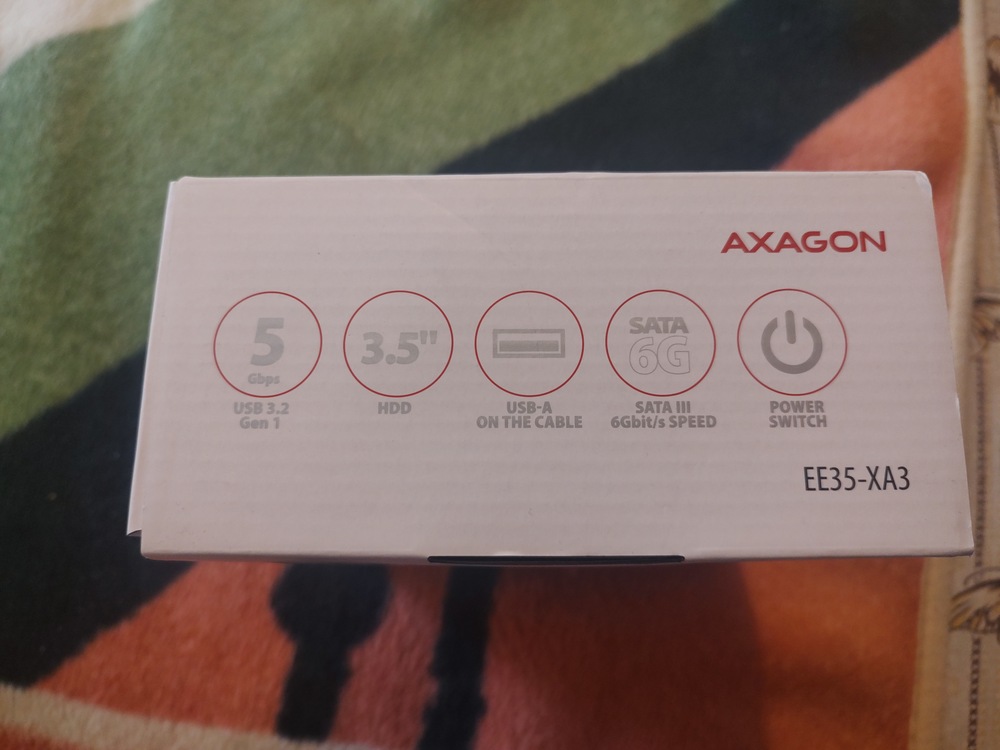 AXAGON
5
Gbps
USB 3.2
Gen 1
3.5"
HDD
USB-A
ON THE CABLE
SATA
6G
SATA III
6Gbit/s SPEED
POWER
SWITCH
EE35-XA3